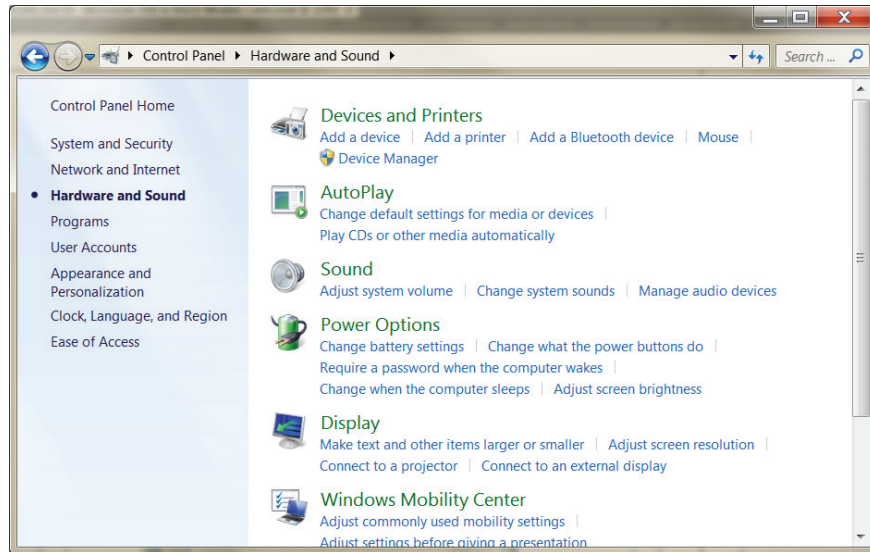 Control Panel ▸ Hardware and Sound ▸
Search ...
Control Panel Home
System and Security
Network and Internet
Hardware and Sound
Programs
User Accounts
Appearance and
Personalization
Clock, Language, and Region
Ease of Access
Devices and Printers
Add a device | Add a printer | Add a Bluetooth device | Mouse |
Device Manager
AutoPlay
Change default settings for media or devices |
Play CDs or other media automatically
Sound
Adjust system volume | Change system sounds | Manage audio devices
Power Options
Change battery settings | Change what the power buttons do |
Require a password when the computer wakes |
Change when the computer sleeps | Adjust screen brightness
Display
Make text and other items larger or smaller | Adjust screen resolution |
Connect to a projector | Connect to an external display
Windows Mobility Center
Adjust commonly used mobility settings |
Adjust settings before giving a presentation